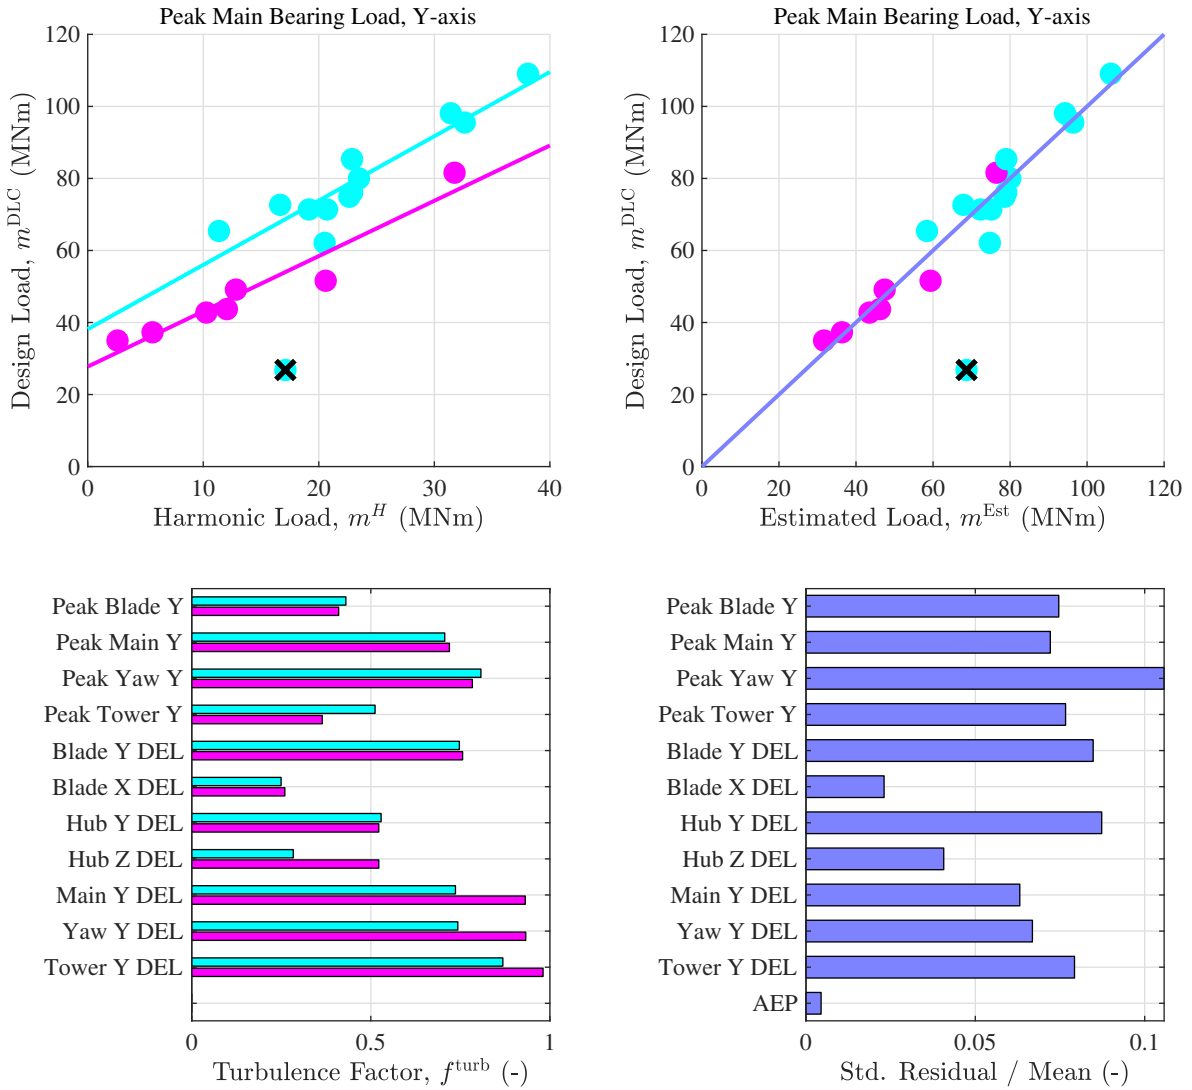 Peak Main Bearing Load, Y-axis
120
100
80
60
40
20
0
0 10 20 30 40
Design Load, m^DLC (MNm)
Harmonic Load, m^H (MNm)
Peak Main Bearing Load, Y-axis
120
100
80
60
40
20
0
0 20 40 60 80 100 120
Design Load, m^DLC (MNm)
Estimated Load, m^Est (MNm)
Peak Blade Y
Peak Main Y
Peak Yaw Y
Peak Tower Y
Blade Y DEL
Blade X DEL
Hub Y DEL
Hub Z DEL
Main Y DEL
Yaw Y DEL
Tower Y DEL
0 0.5 1
Turbulence Factor, f^turb (-)
Peak Blade Y
Peak Main Y
Peak Yaw Y
Peak Tower Y
Blade Y DEL
Blade X DEL
Hub Y DEL
Hub Z DEL
Main Y DEL
Yaw Y DEL
Tower Y DEL
AEP
0 0.05 0.1
Std. Residual / Mean (-)